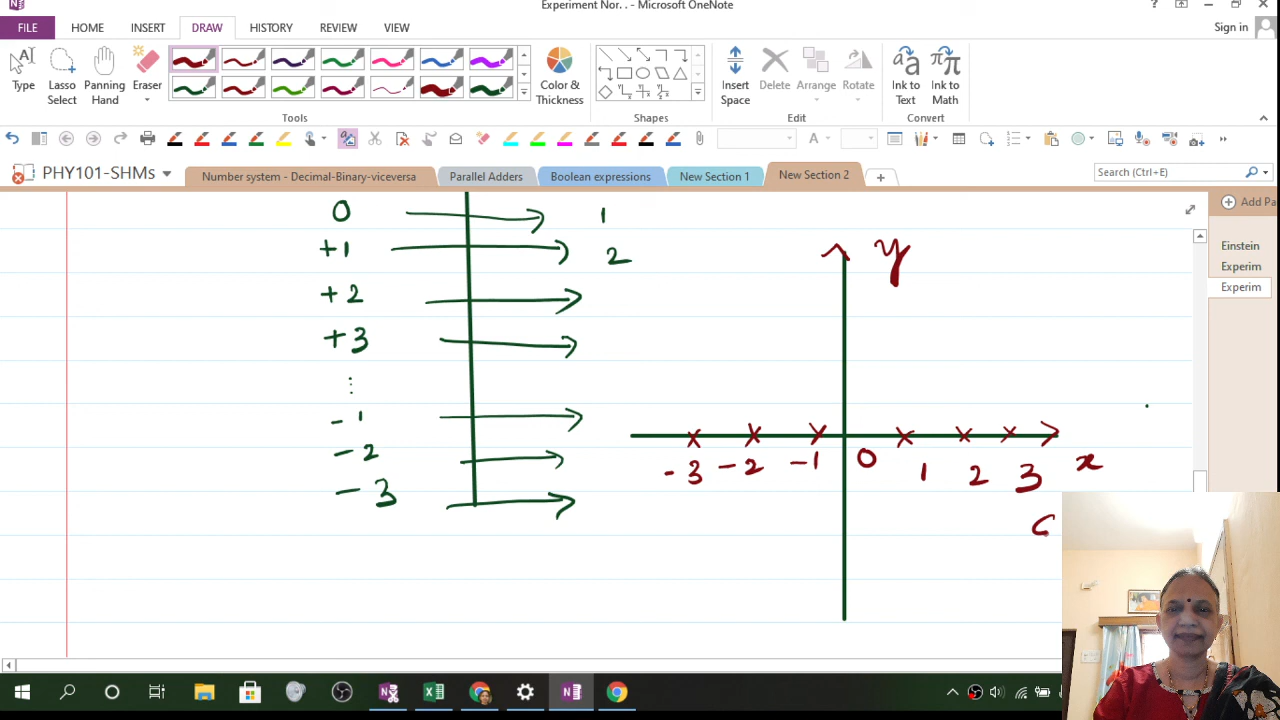 Experiment Nor. . - Microsoft OneNote
?
FILE HOME INSERT DRAW HISTORY REVIEW VIEW
Sign in
Type
Lasso Select
Panning Hand
Eraser
Color & Thickness
Insert Space
Delete
Arrange
Rotate
Ink to Text
Ink to Math
Tools
Shapes
Edit
Convert
PHY101-SHMs
Number system - Decimal-Binary-viceversa
Parallel Adders
Boolean expressions
New Section 1
New Section 2
Search (Ctrl+E)
Add Pa
Einstein
Experim
Experim
0 1
+1 2
+2
+3
-1
-2
-3
y
-3 -2 -1 0 1 2 3 x
C